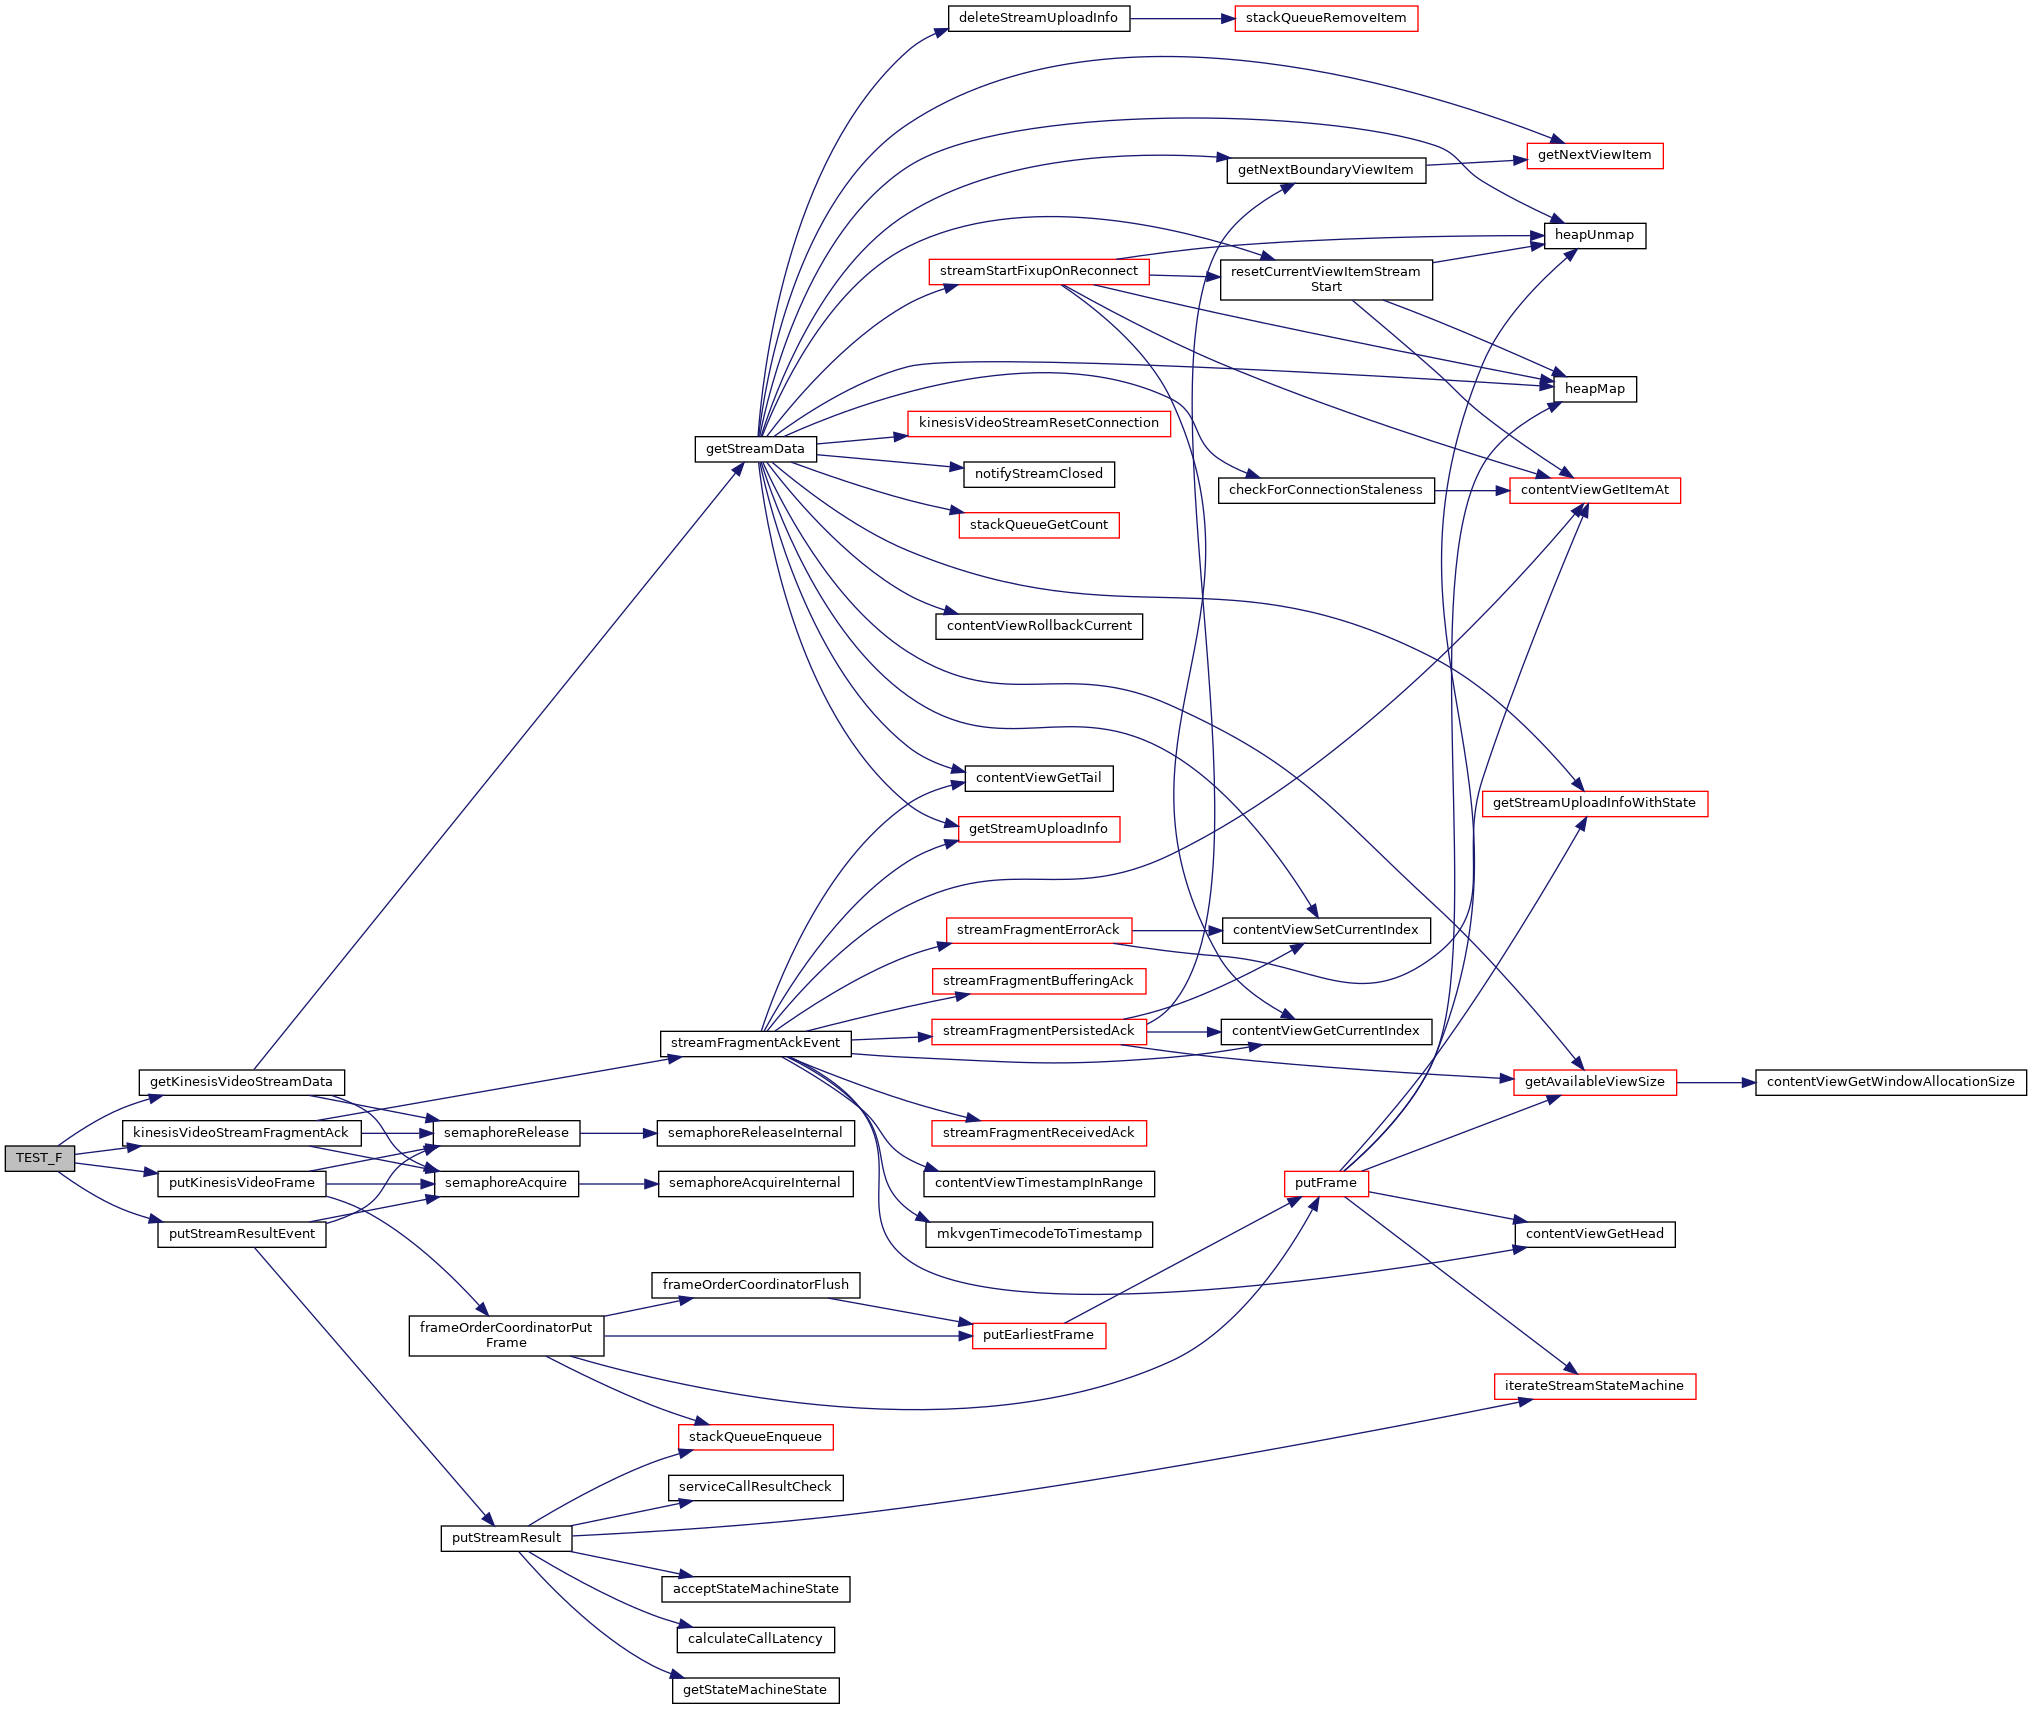 deleteStreamUploadInfo
stackQueueRemoveItem
getNextViewItem
getNextBoundaryViewItem
heapUnmap
streamStartFixupOnReconnect
resetCurrentViewItemStream
Start
heapMap
kinesisVideoStreamResetConnection
getStreamData
notifyStreamClosed
checkForConnectionStaleness
contentViewGetItemAt
stackQueueGetCount
contentViewRollbackCurrent
contentViewGetTail
getStreamUploadInfoWithState
getStreamUploadInfo
streamFragmentErrorAck
contentViewSetCurrentIndex
streamFragmentBufferingAck
streamFragmentPersistedAck
contentViewGetCurrentIndex
streamFragmentAckEvent
getKinesisVideoStreamData
getAvailableViewSize
contentViewGetWindowAllocationSize
kinesisVideoStreamFragmentAck
semaphoreRelease
semaphoreReleaseInternal
streamFragmentReceivedAck
TEST_F
putKinesisVideoFrame
semaphoreAcquire
semaphoreAcquireInternal
contentViewTimestampInRange
putFrame
putStreamResultEvent
mkvgenTimecodeToTimestamp
contentViewGetHead
frameOrderCoordinatorFlush
frameOrderCoordinatorPut
Frame
putEarliestFrame
iterateStreamStateMachine
stackQueueEnqueue
serviceCallResultCheck
putStreamResult
acceptStateMachineState
calculateCallLatency
getStateMachineState